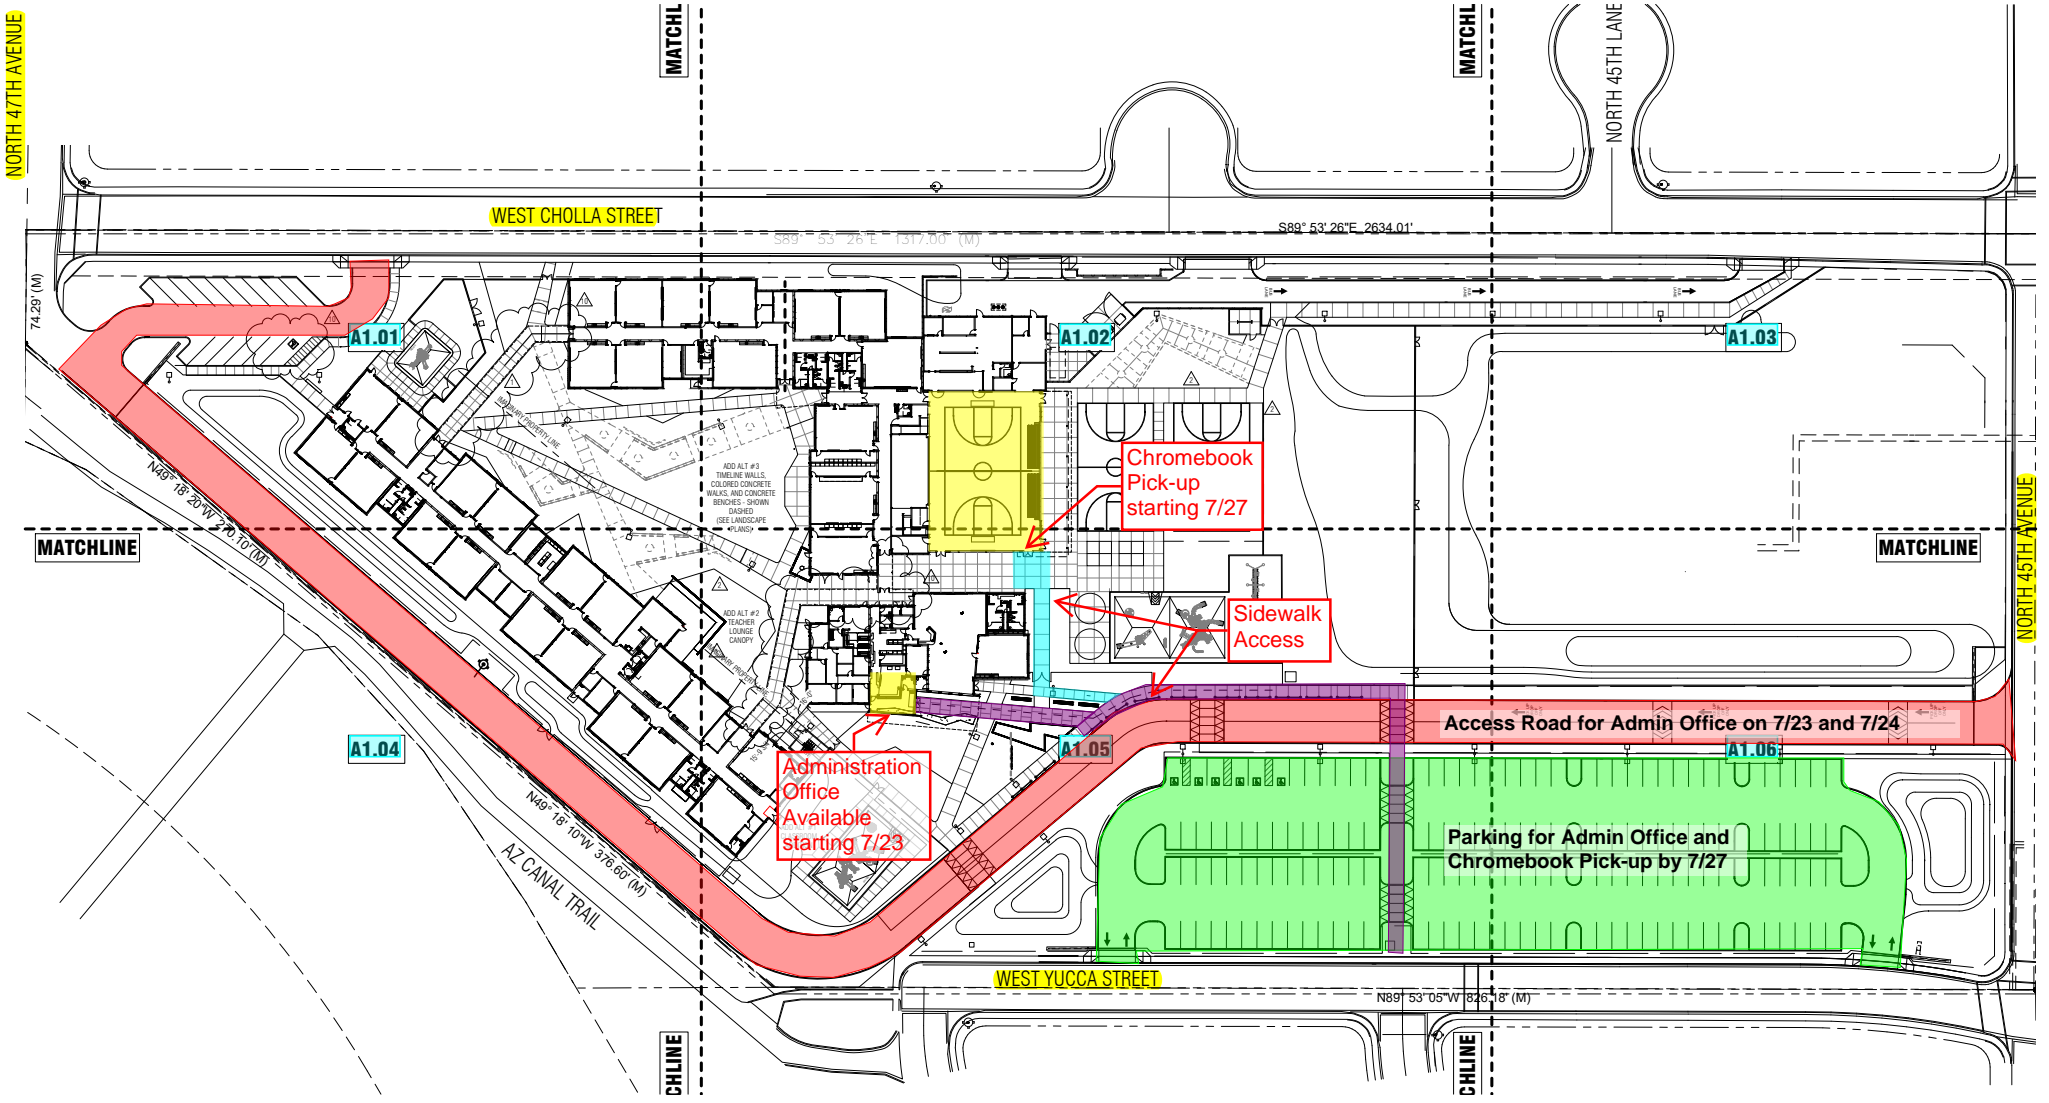 NORTH 47TH AVENUE
MATCHL
MATCHL
NORTH 45TH LANE
WEST CHOLLA STREET
S89° 53' 26"E 1317.00' (M)
S89° 53' 26"E 2634.01'
74.29' (M)
A1.01
A1.02
A1.03
IMAGINARY PROPERTY LINE
ADD ALT #3
TIMELINE WALLS,
COLORED CONCRETE
WALKS, AND CONCRETE
BENCHES - SHOWN
DASHED
(SEE LANDSCAPE
PLANS)
Chromebook
Pick-up
starting 7/27
N49° 18' 20"W 270.10' (M)
MATCHLINE
MATCHLINE
NORTH 45TH AVENUE
ADD ALT #2
TEACHER
LOUNGE
CANOPY
Sidewalk
Access
A1.04
A1.05
A1.06
Access Road for Admin Office on 7/23 and 7/24
Administration
Office
Available
starting 7/23
Parking for Admin Office and
Chromebook Pick-up by 7/27
N49° 18' 10"W 376.60' (M)
AZ CANAL TRAIL
WEST YUCCA STREET
N89° 53' 05"W 826.18' (M)
CHLINE
CHLINE